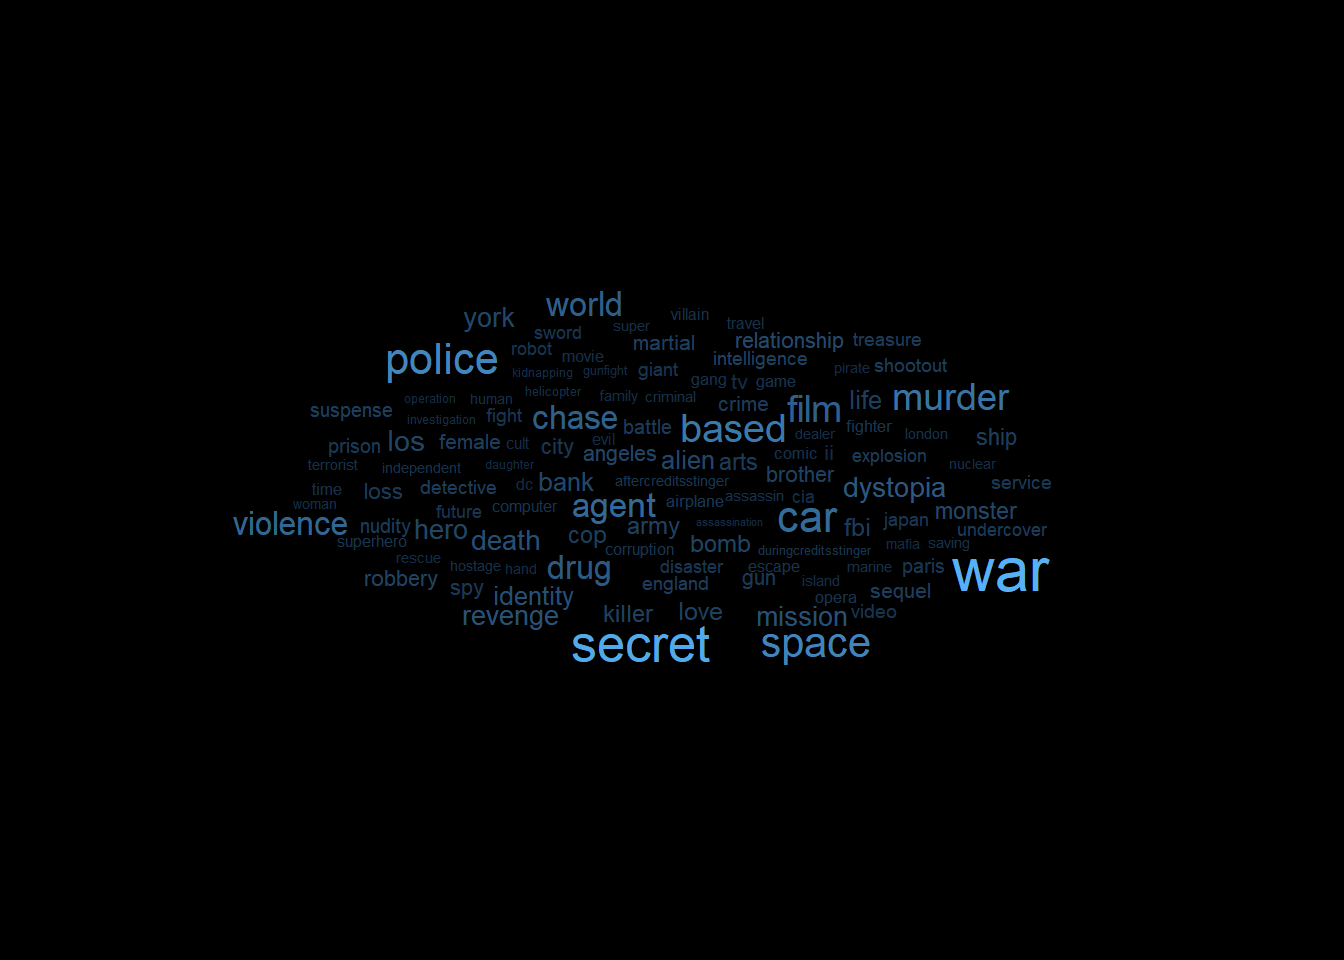 world
york
villain
super
travel
sword
martial
relationship
treasure
police
robot
movie
intelligence
kidnapping
gunfight
giant
pirate
shootout
gang
tv
game
operation
human
helicopter
family
criminal
suspense
investigation
fight
chase
crime
film
life
murder
battle
based
dealer
fighter
london
ship
prison
los
female
cult
city
evil
angeles
alien
arts
comic
ii
explosion
nuclear
terrorist
independent
daughter
brother
time
loss
detective
dc
bank
aftercreditsstinger
dystopia
service
woman
future
computer
agent
airplane
assassin
cia
violence
nudity
hero
army
assassination
car
fbi
japan
monster
undercover
superhero
death
cop
corruption
bomb
duringcreditsstinger
mafia
saving
rescue
hostage
hand
drug
disaster
escape
marine
paris
war
robbery
spy
identity
england
gun
island
opera
sequel
revenge
killer
love
mission
video
secret
space